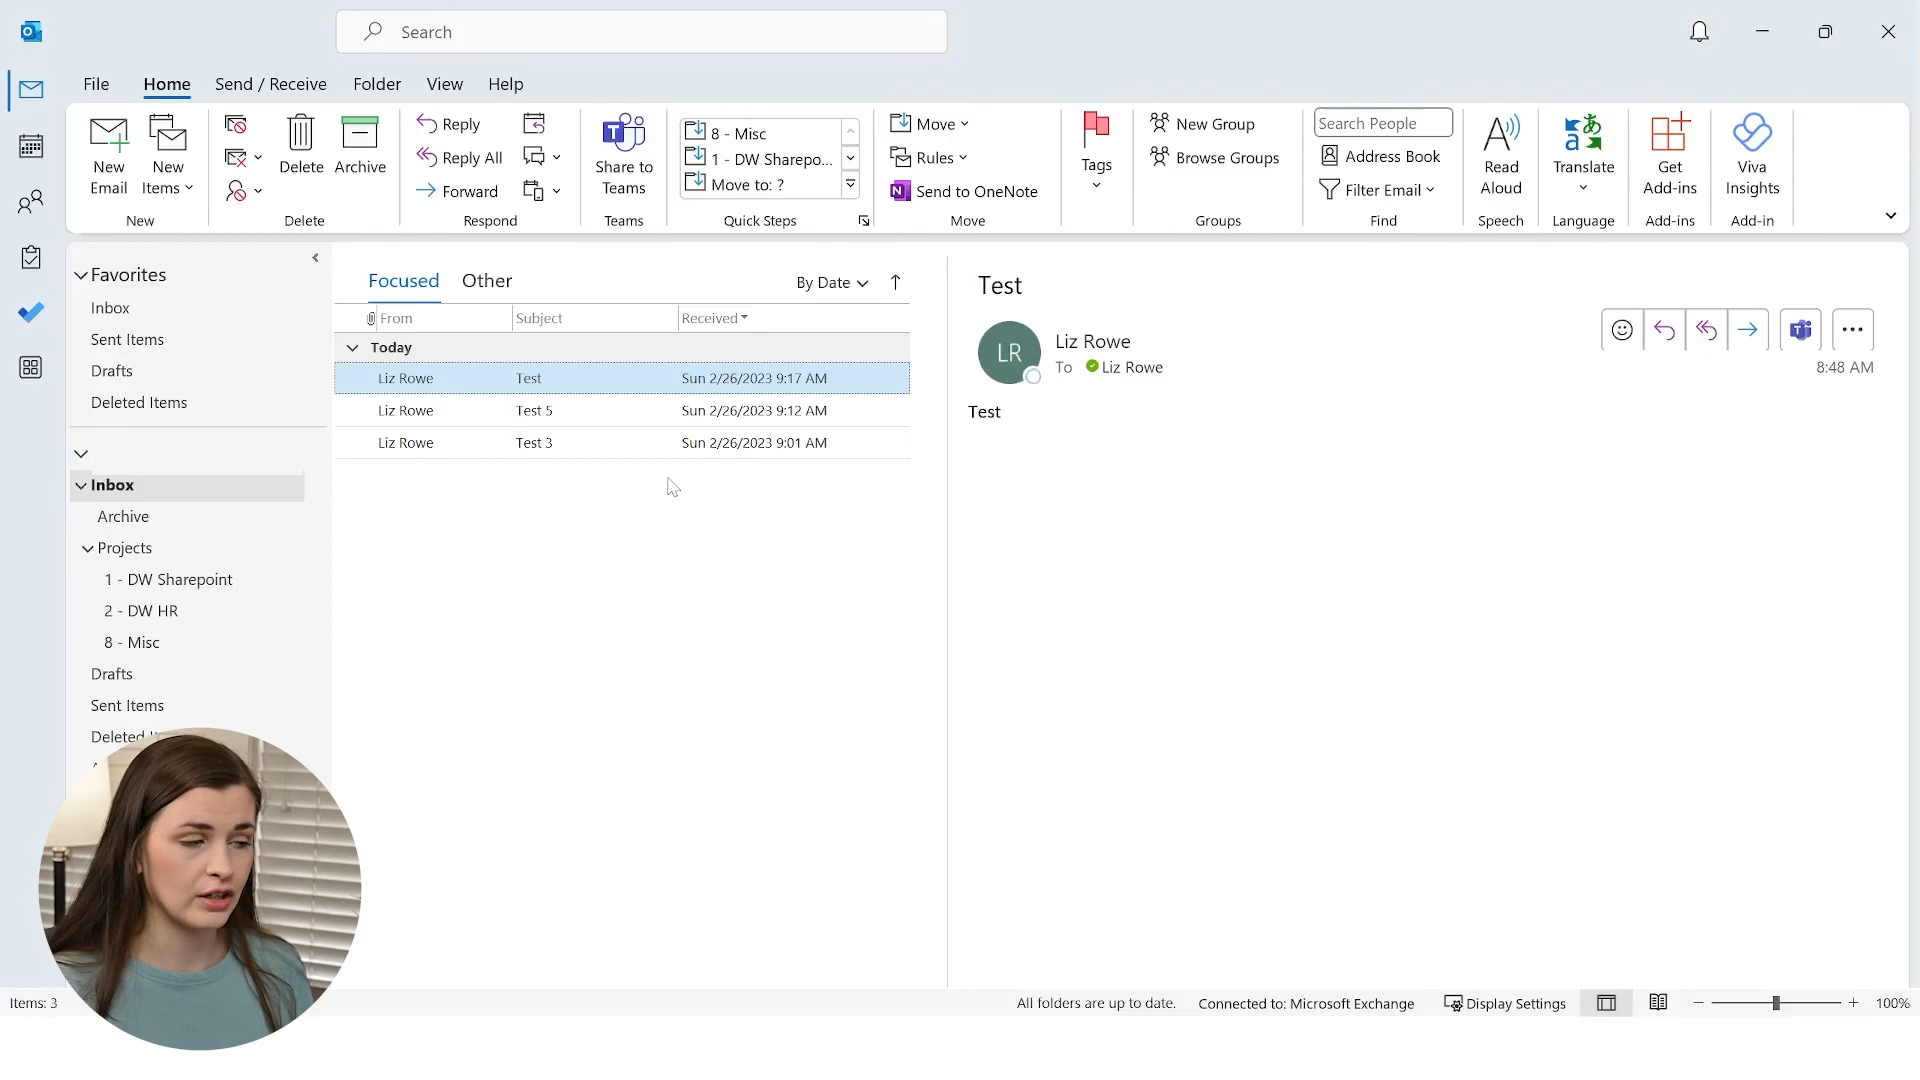 Search
File Home Send / Receive Folder View Help
New Email
New Items
Delete
Archive
Reply
Reply All
Forward
Share to Teams
8 - Misc
1 - DW Sharepo...
Move to: ?
Move
Rules
Send to OneNote
Tags
New Group
Browse Groups
Search People
Address Book
Filter Email
Read Aloud
Translate
Get Add-ins
Viva Insights
New Delete Respond Teams Quick Steps Move Groups Find Speech Language Add-ins Add-in
Favorites
Inbox
Sent Items
Drafts
Deleted Items
Inbox
Archive
Projects
1 - DW Sharepoint
2 - DW HR
8 - Misc
Drafts
Sent Items
Deleted
Focused Other By Date
From Subject Received
Today
Liz Rowe Test Sun 2/26/2023 9:17 AM
Liz Rowe Test 5 Sun 2/26/2023 9:12 AM
Liz Rowe Test 3 Sun 2/26/2023 9:01 AM
Test
LR
Liz Rowe
To Liz Rowe
8:48 AM
Test
Items: 3
All folders are up to date. Connected to: Microsoft Exchange Display Settings 100%